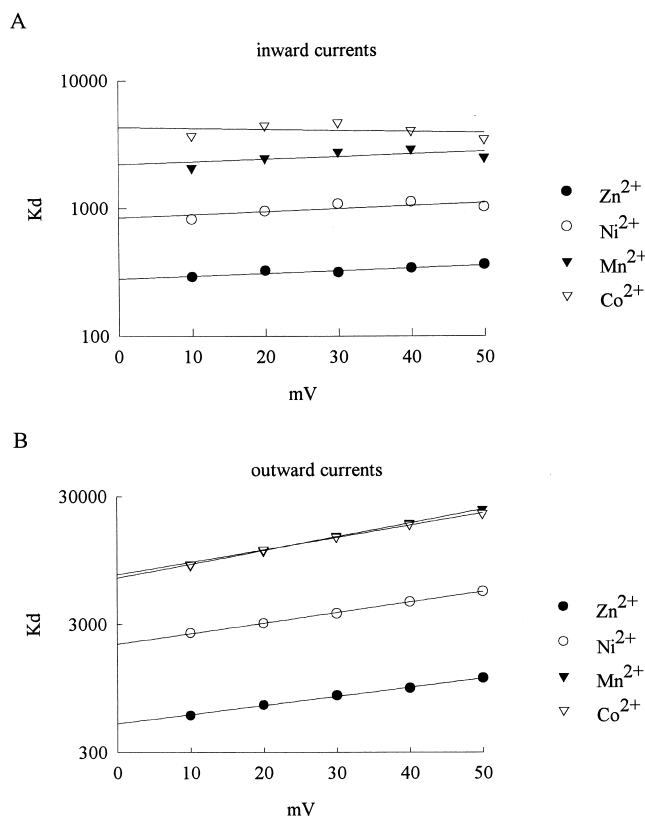 A
inward currents
10000
1000
100
Kd
0 10 20 30 40 50
mV
Zn2+
Ni2+
Mn2+
Co2+
B
outward currents
30000
3000
300
Kd
0 10 20 30 40 50
mV
Zn2+
Ni2+
Mn2+
Co2+